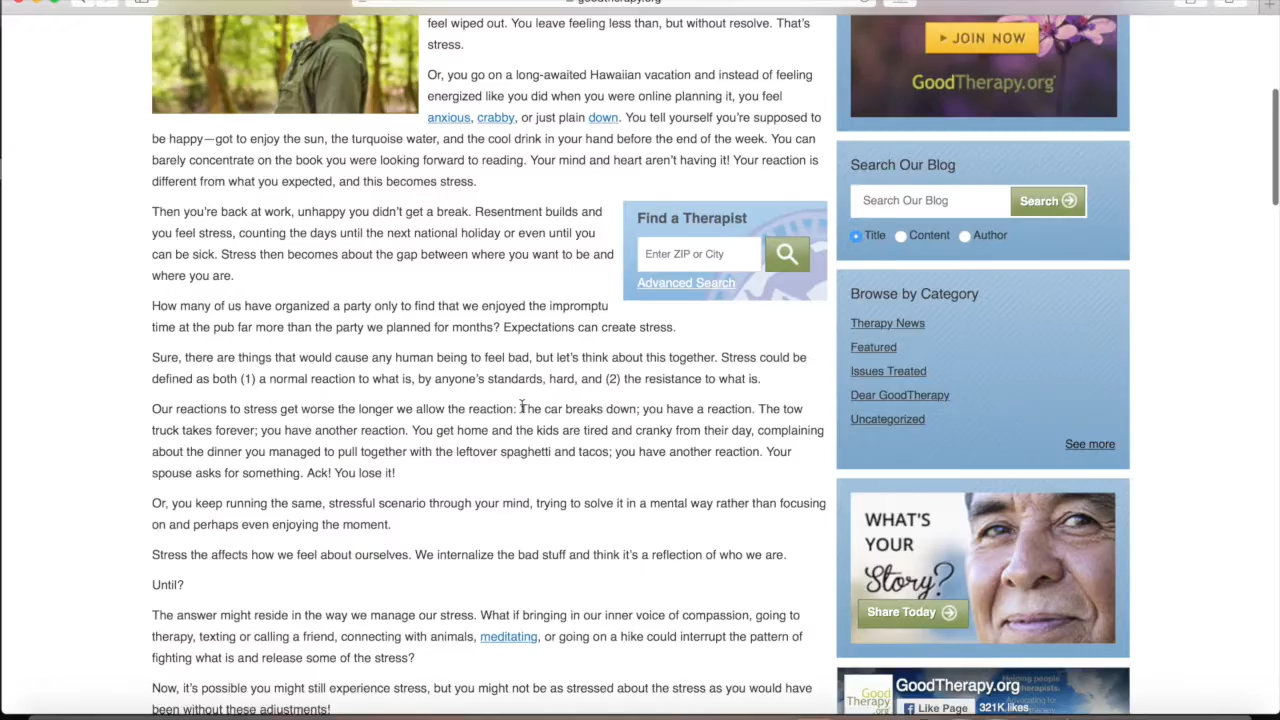 goodtherapy.org
feel wiped out. You leave feeling less than, but without resolve. That's
stress.
Or, you go on a long-awaited Hawaiian vacation and instead of feeling
energized like you did when you were online planning it, you feel
anxious, crabby, or just plain down. You tell yourself you're supposed to
be happy—got to enjoy the sun, the turquoise water, and the cool drink in your hand before the end of the week. You can
barely concentrate on the book you were looking forward to reading. Your mind and heart aren't having it! Your reaction is
different from what you expected, and this becomes stress.
Then you're back at work, unhappy you didn't get a break. Resentment builds and
you feel stress, counting the days until the next national holiday or even until you
can be sick. Stress then becomes about the gap between where you want to be and
where you are.
Find a Therapist
Enter ZIP or City
Advanced Search
How many of us have organized a party only to find that we enjoyed the impromptu
time at the pub far more than the party we planned for months? Expectations can create stress.
Sure, there are things that would cause any human being to feel bad, but let's think about this together. Stress could be
defined as both (1) a normal reaction to what is, by anyone's standards, hard, and (2) the resistance to what is.
Our reactions to stress get worse the longer we allow the reaction: The car breaks down; you have a reaction. The tow
truck takes forever; you have another reaction. You get home and the kids are tired and cranky from their day, complaining
about the dinner you managed to pull together with the leftover spaghetti and tacos; you have another reaction. Your
spouse asks for something. Ack! You lose it!
Or, you keep running the same, stressful scenario through your mind, trying to solve it in a mental way rather than focusing
on and perhaps even enjoying the moment.
Stress the affects how we feel about ourselves. We internalize the bad stuff and think it's a reflection of who we are.
Until?
The answer might reside in the way we manage our stress. What if bringing in our inner voice of compassion, going to
therapy, texting or calling a friend, connecting with animals, meditating, or going on a hike could interrupt the pattern of
fighting what is and release some of the stress?
Now, it's possible you might still experience stress, but you might not be as stressed about the stress as you would have
been without these adjustments!
JOIN NOW
GoodTherapy.org
Search Our Blog
Search Our Blog
Search
Title Content Author
Browse by Category
Therapy News
Featured
Issues Treated
Dear GoodTherapy
Uncategorized
See more
WHAT'S
YOUR
Story?
Share Today
GoodTherapy.org
Helping people
therapists.
Advocating for
Good
Therapy
.org
Like Page
321K likes